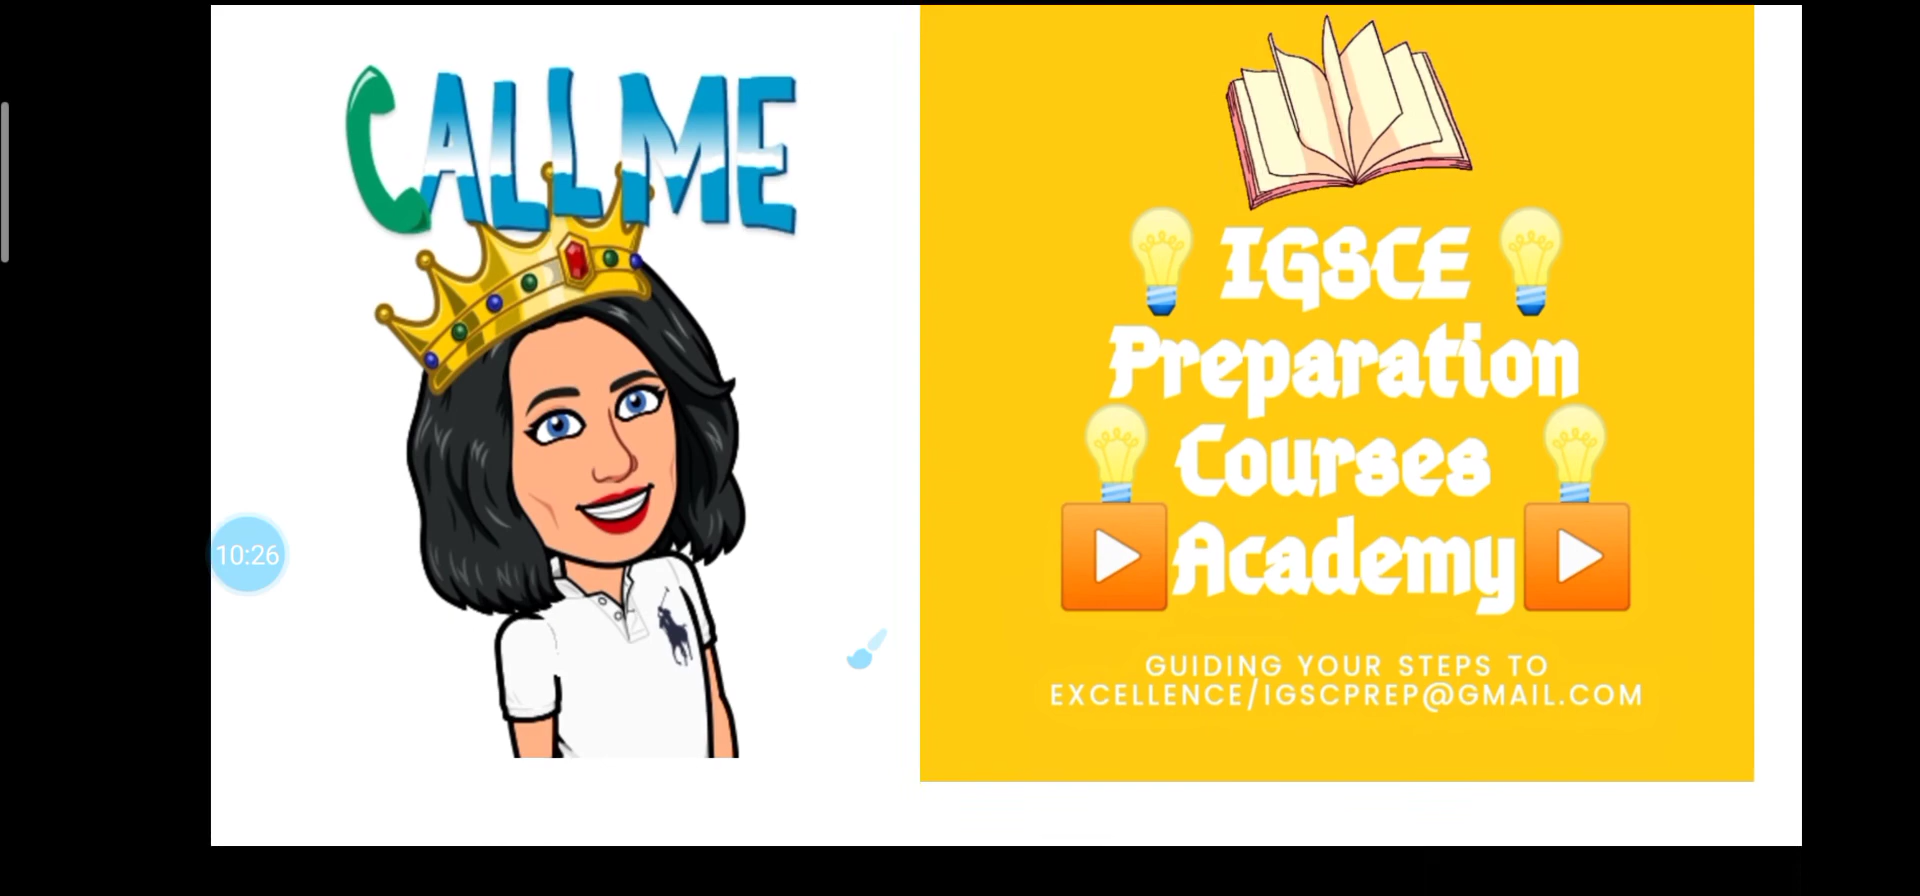 CALL ME
10:26
IGSCE
Preparation
Courses
Academy
GUIDING YOUR STEPS TO
EXCELLENCE/IGSCPREP@GMAIL.COM